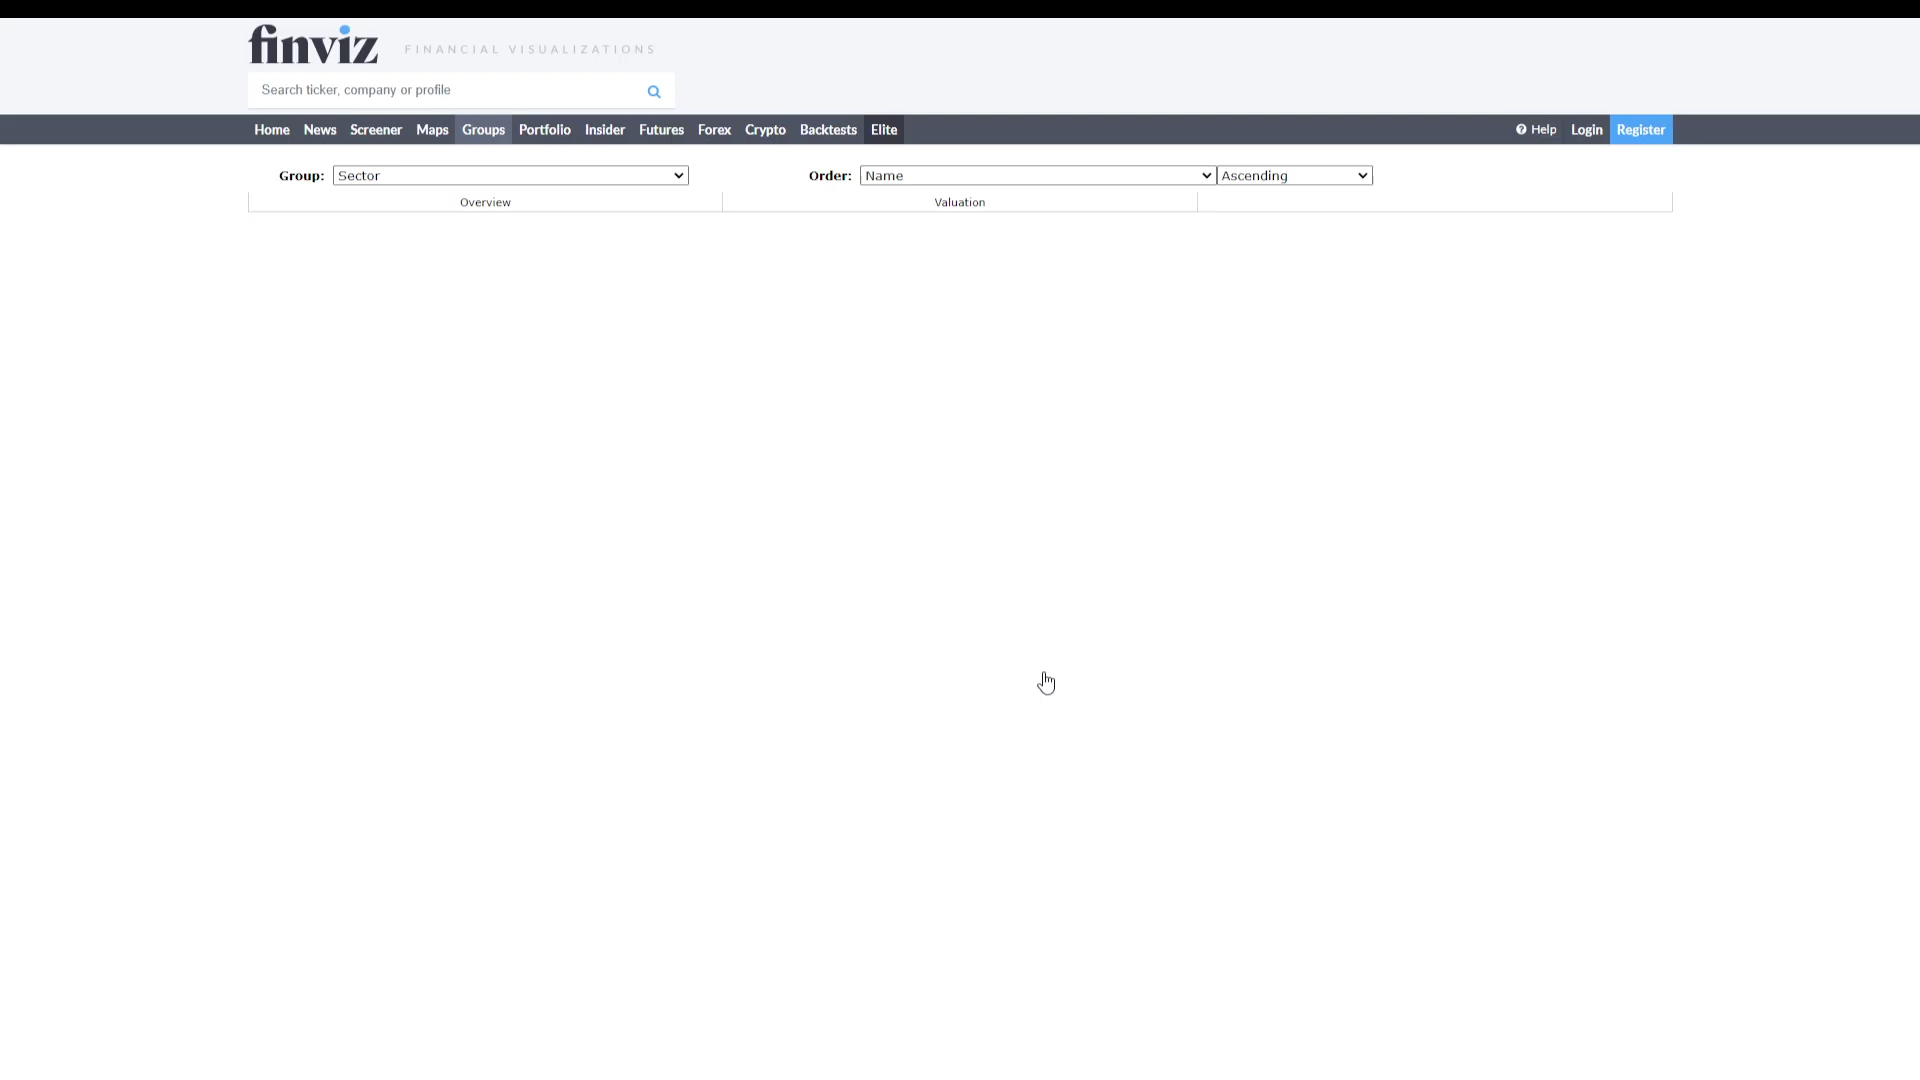 finviz FINANCIAL VISUALIZATIONS
Search ticker, company or profile
Home News Screener Maps Groups Portfolio Insider Futures Forex Crypto Backtests Elite Help Login Register
Group: Sector Order: Name Ascending
Overview Valuation